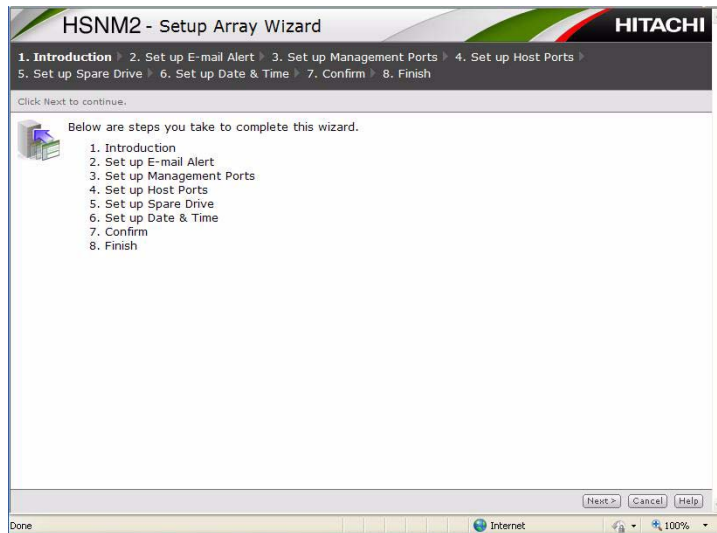 HSNM2 - Setup Array Wizard
HITACHI
1. Introduction 2. Set up E-mail Alert 3. Set up Management Ports 4. Set up Host Ports
5. Set up Spare Drive 6. Set up Date & Time 7. Confirm 8. Finish
Click Next to continue.
Below are steps you take to complete this wizard.
1. Introduction
2. Set up E-mail Alert
3. Set up Management Ports
4. Set up Host Ports
5. Set up Spare Drive
6. Set up Date & Time
7. Confirm
8. Finish
Next > Cancel Help
Done Internet 100%